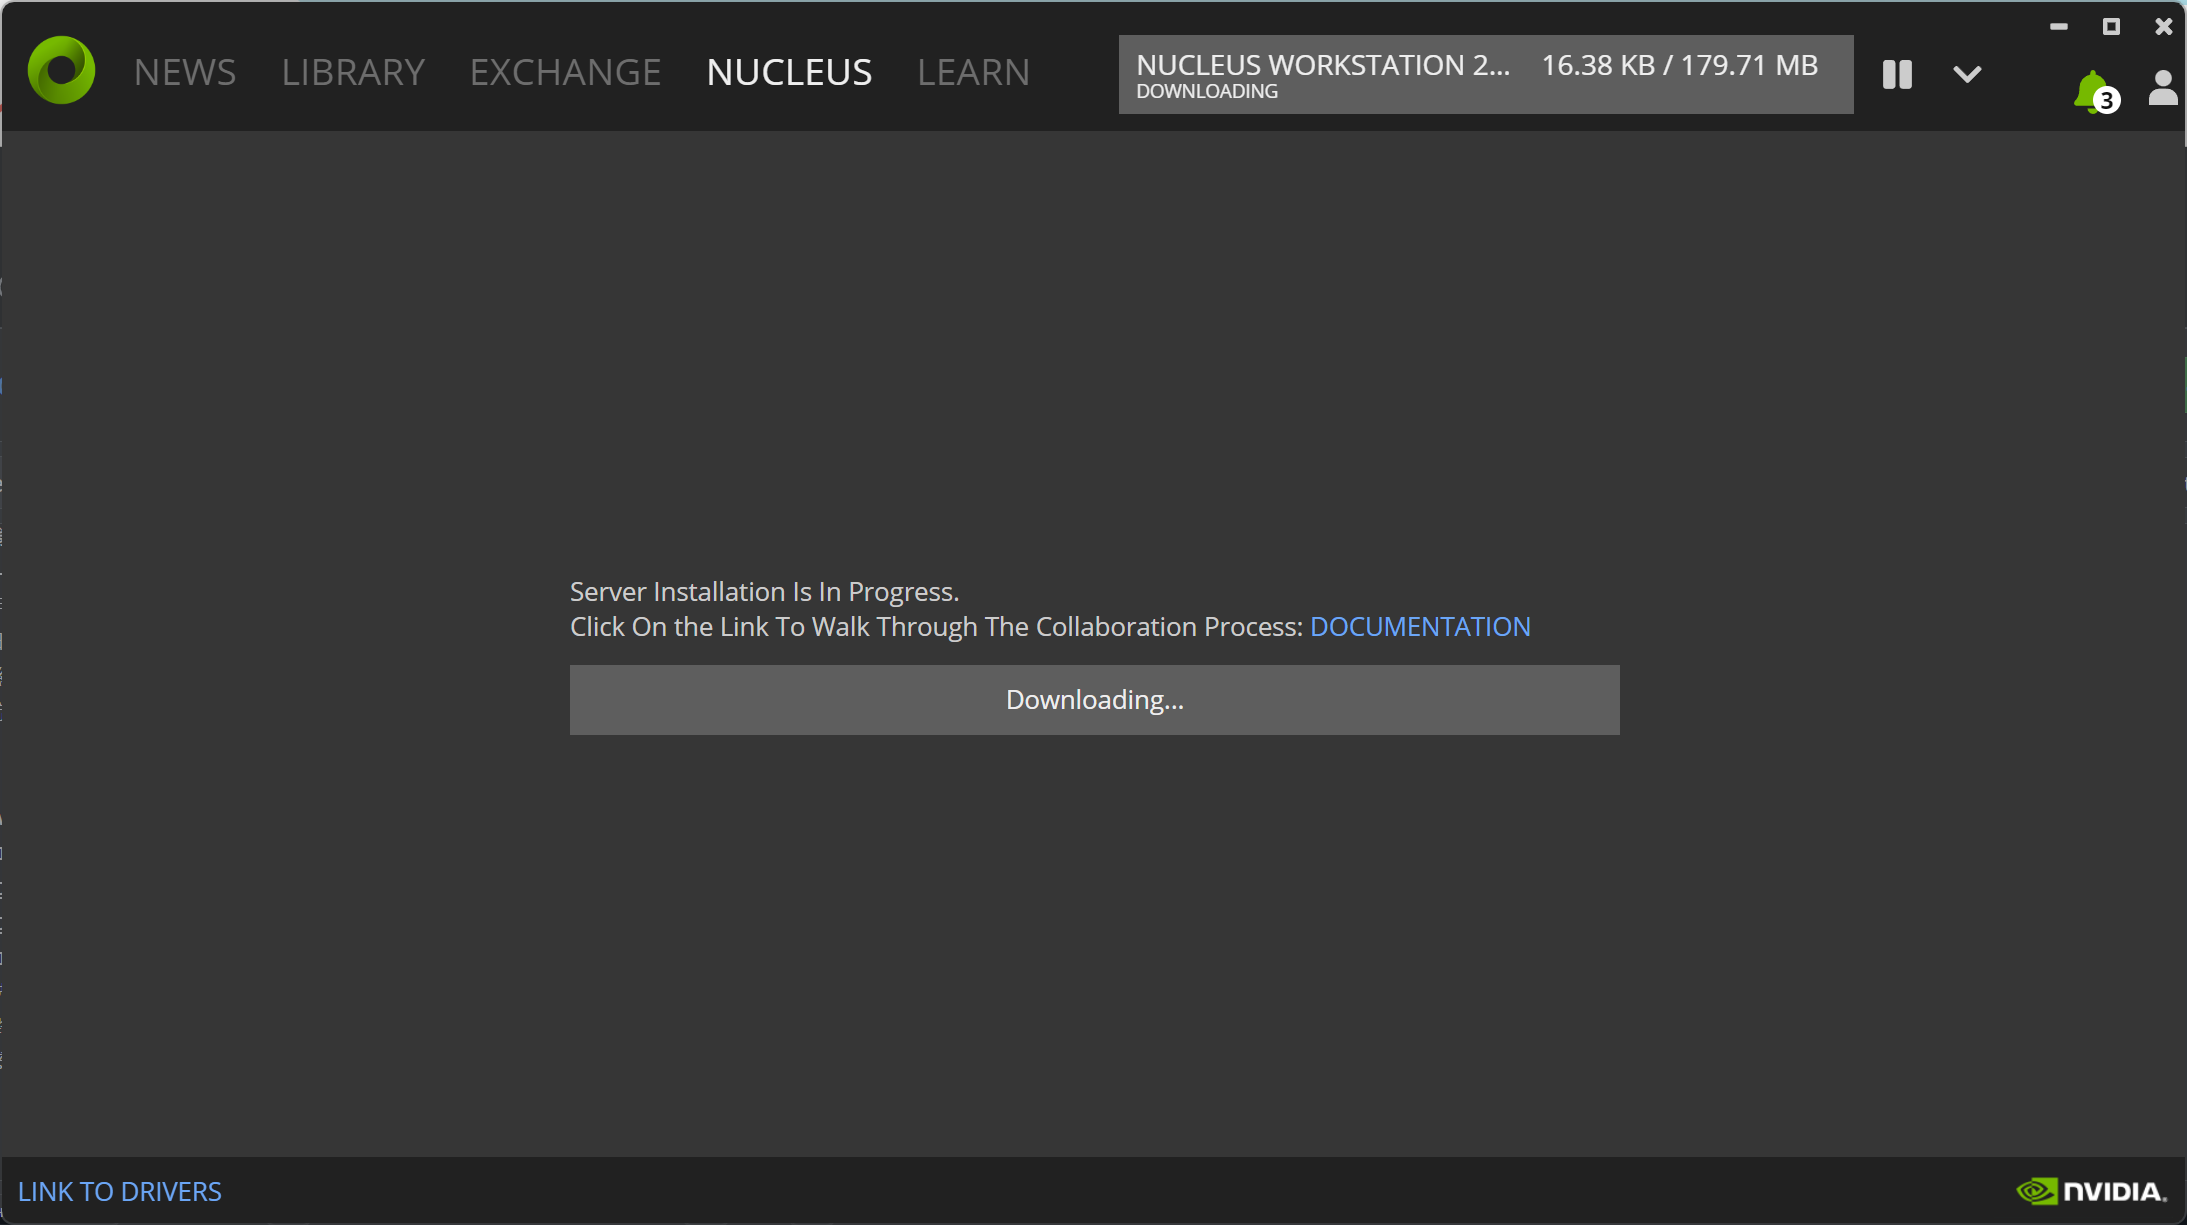 NEWS LIBRARY EXCHANGE NUCLEUS LEARN
NUCLEUS WORKSTATION 2... 16.38 KB / 179.71 MB
DOWNLOADING
3
Server Installation Is In Progress.
Click On the Link To Walk Through The Collaboration Process: DOCUMENTATION
Downloading...
LINK TO DRIVERS
NVIDIA.